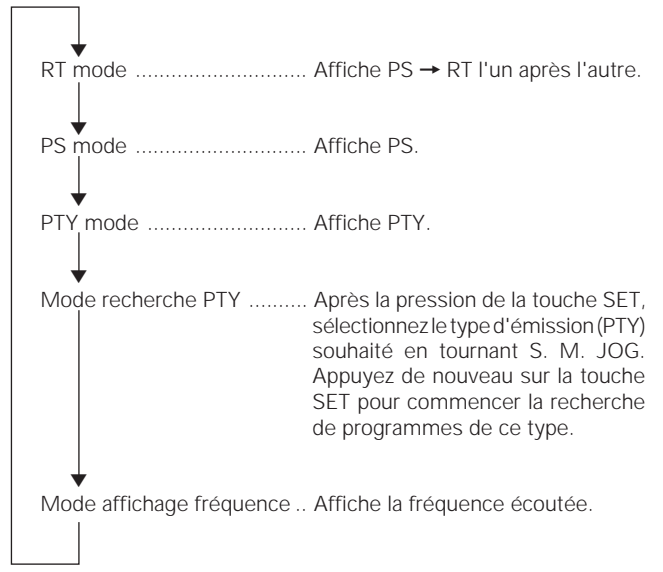 RT mode ............................. Affiche PS → RT l'un après l'autre.
PS mode ............................. Affiche PS.
PTY mode ........................... Affiche PTY.
Mode recherche PTY .......... Après la pression de la touche SET,
sélectionnez le type d'émission (PTY)
souhaité en tournant S. M. JOG.
Appuyez de nouveau sur la touche
SET pour commencer la recherche
de programmes de ce type.
Mode affichage fréquence .. Affiche la fréquence écoutée.